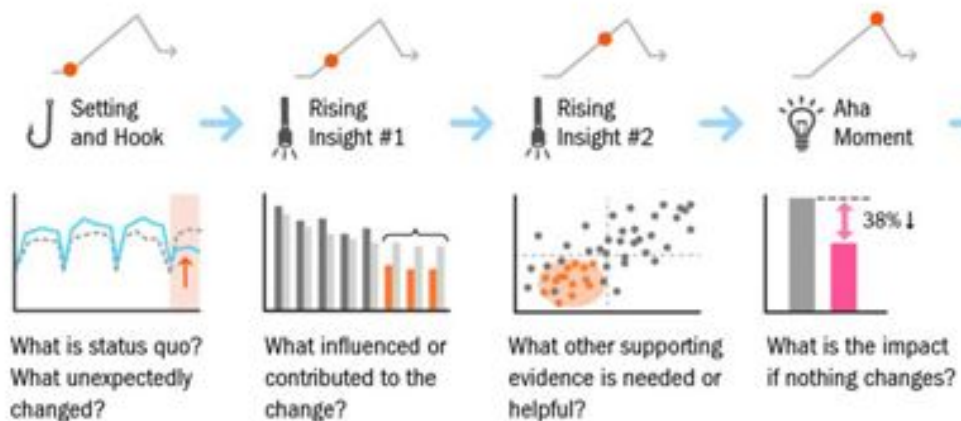 Setting
and Hook
Rising
Insight #1
Rising
Insight #2
Aha
Moment
38%↓
What is status quo?
What unexpectedly
changed?
What influenced or
contributed to the
change?
What other supporting
evidence is needed or
helpful?
What is the impact
if nothing changes?